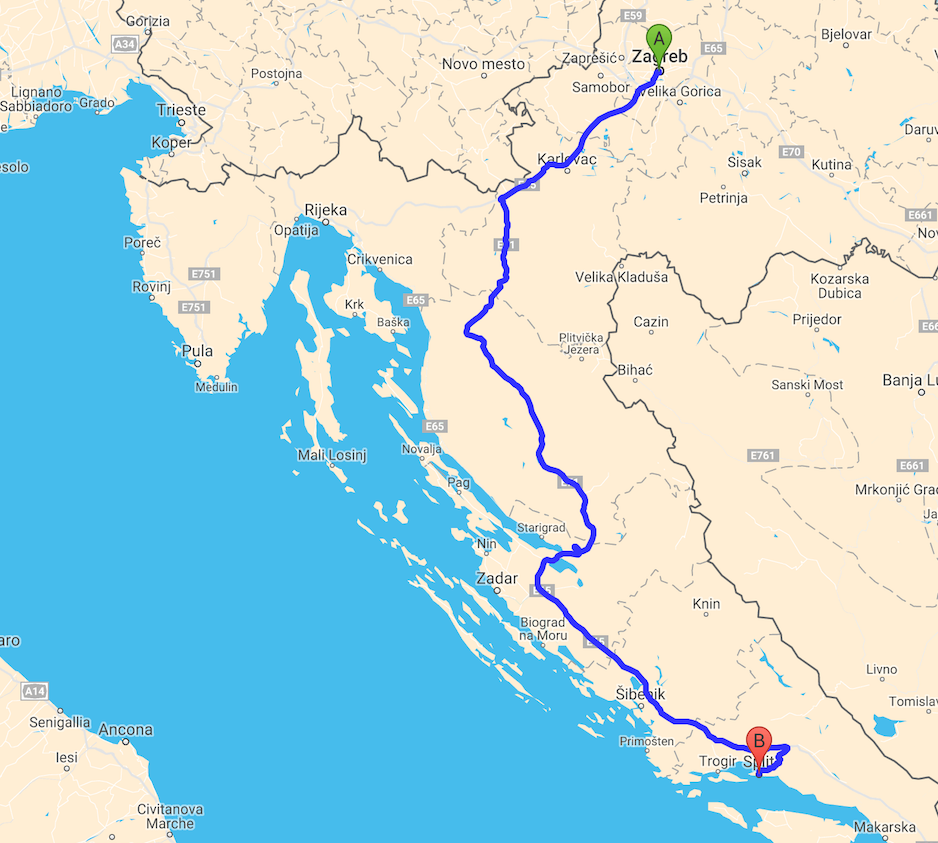 E59
Gorizia
A34
A
Bjelovar
Zaprešić
Zagreb
E65
Novo mesto
Postojna
Samobor
Velika Gorica
Lignano
Sabbiadoro
Grado
Trieste
Koper
Karlovac
E70
Daruv
esolo
Sisak
Kutina
Petrinja
Rijeka
Opatija
E661
Nov
Poreč
Crikvenica
E751
Rovinj
E751
Krk
E65
Baška
Velika Kladuša
Kozarska
Dubica
Cazin
Prijedor
E66
Plitvička
Jezera
Pula
Medulin
Bihać
Sanski Most
Banja Lu
E65
Mali Losinj
Novalja
E761
E661
Pag
Mrkonjić Grad
Ja
Starigrad
Nin
Zadar
Knin
Biograd
na Moru
aro
Livno
A14
Šibenik
Tomislav
Senigallia
Ancona
Primošten
B
Iesi
Trogir
Split
Civitanova
Marche
Makarska